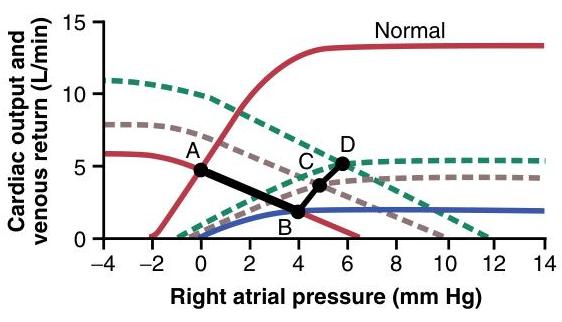 Cardiac output and
venous return (L/min)
15
10
5
0
Normal
A
B
C
D
−4 −2 0 2 4 6 8 10 12 14
Right atrial pressure (mm Hg)